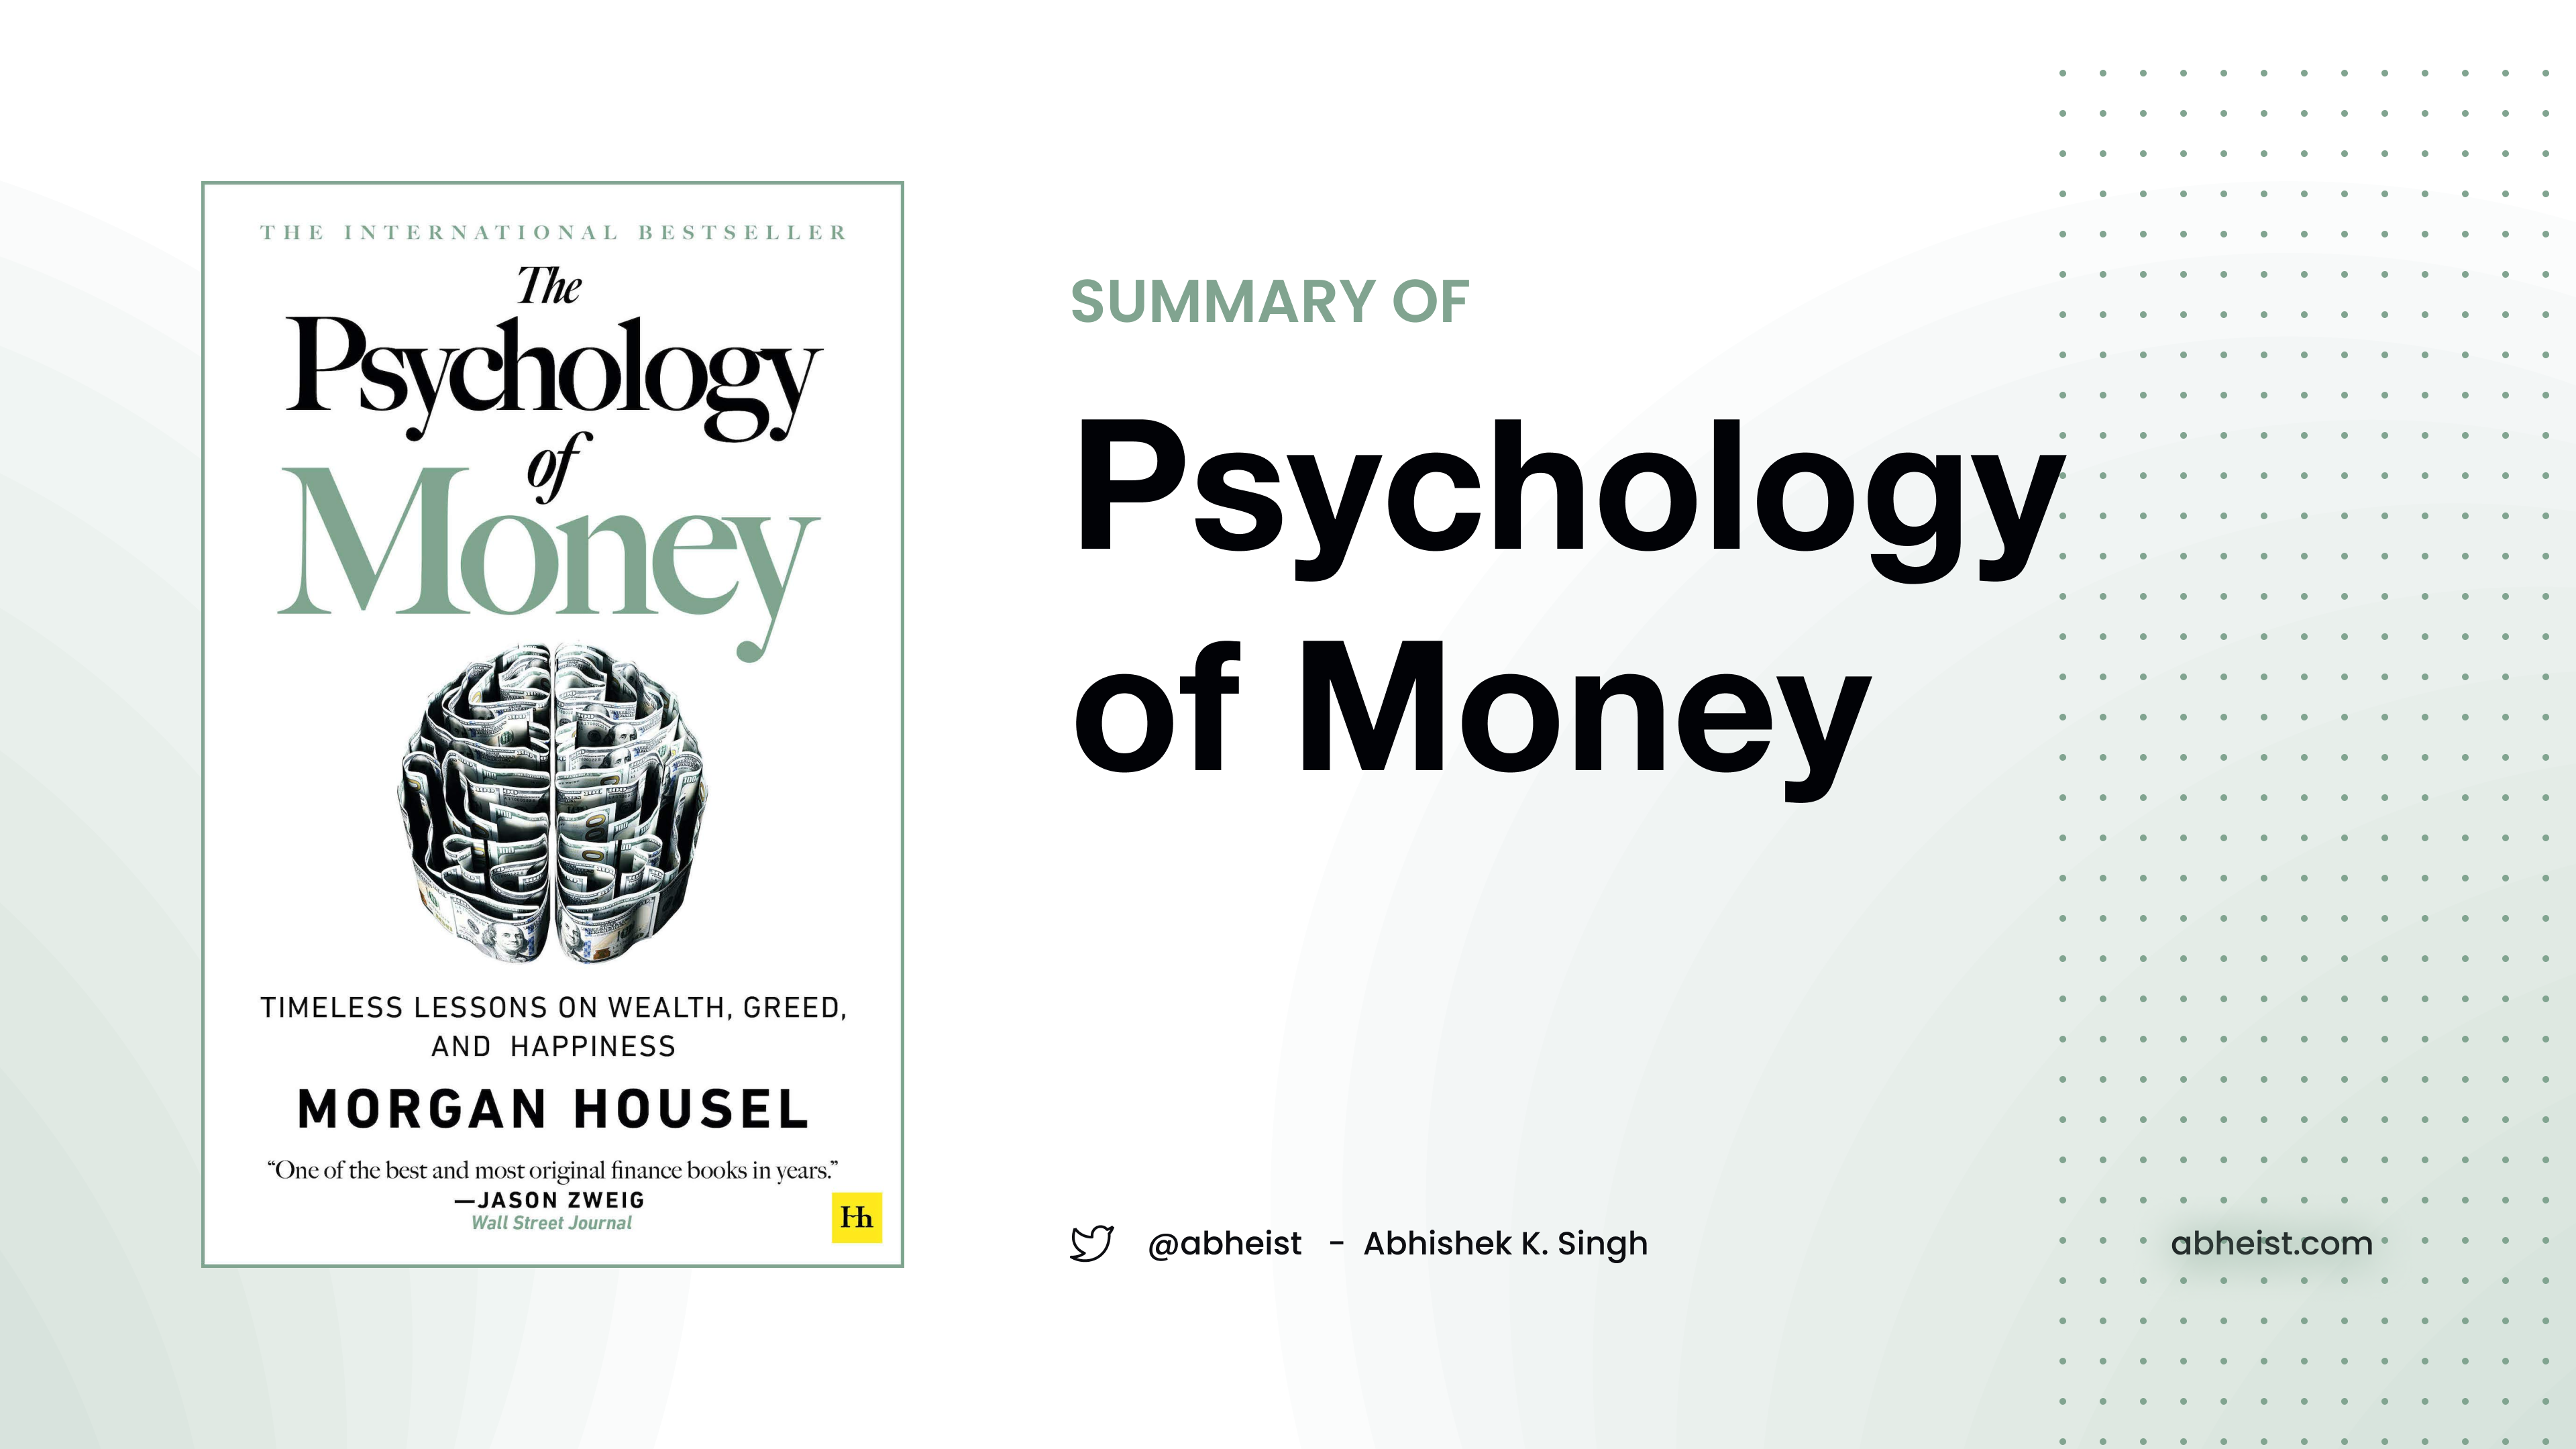 THE INTERNATIONAL BESTSELLER
The
Psychology
of
Money
TIMELESS LESSONS ON WEALTH, GREED,
AND HAPPINESS
MORGAN HOUSEL
“One of the best and most original finance books in years.”
—JASON ZWEIG
Wall Street Journal
Hh
SUMMARY OF
Psychology
of Money
@abheist - Abhishek K. Singh
abheist.com